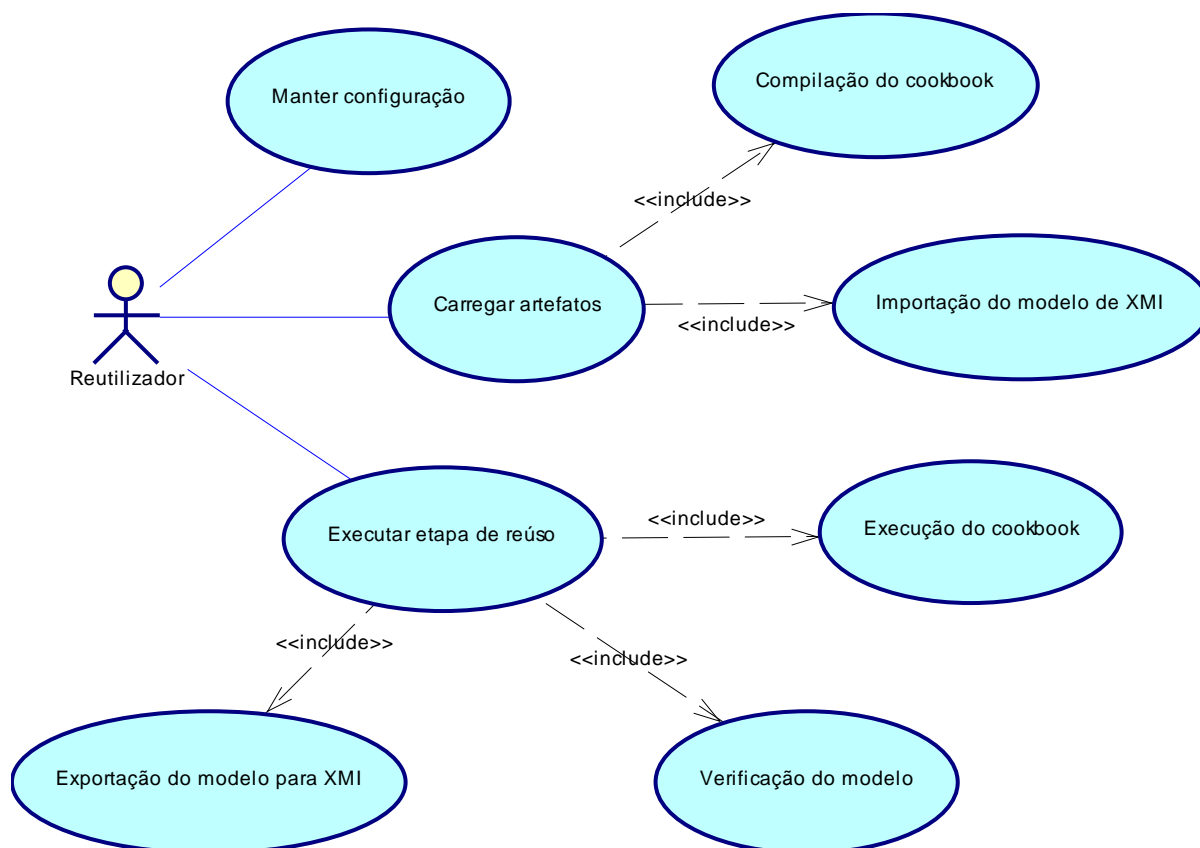 Manter configuração
Compilação do cookbook
<<include>>
Carregar artefatos
<<include>>
Importação do modelo de XMI
Reutilizador
Executar etapa de reúso
<<include>>
Execução do cookbook
<<include>>
<<include>>
Exportação do modelo para XMI
Verificação do modelo